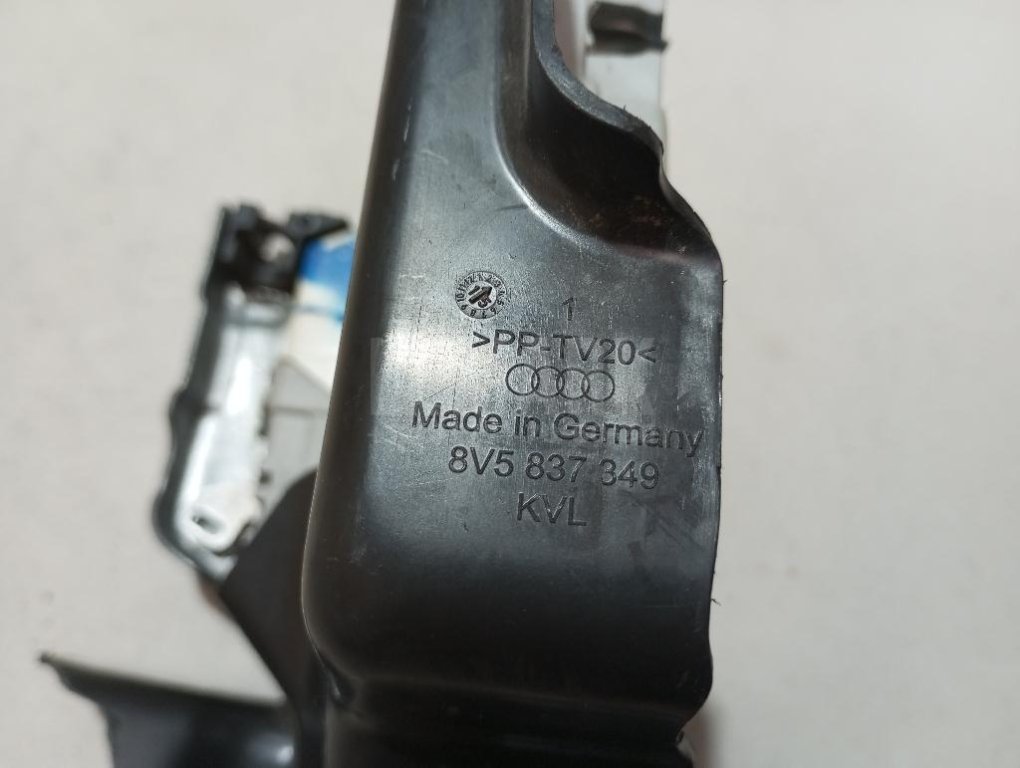 1
>PP-TV20<
Made in Germany
8V5 837 349
KVL